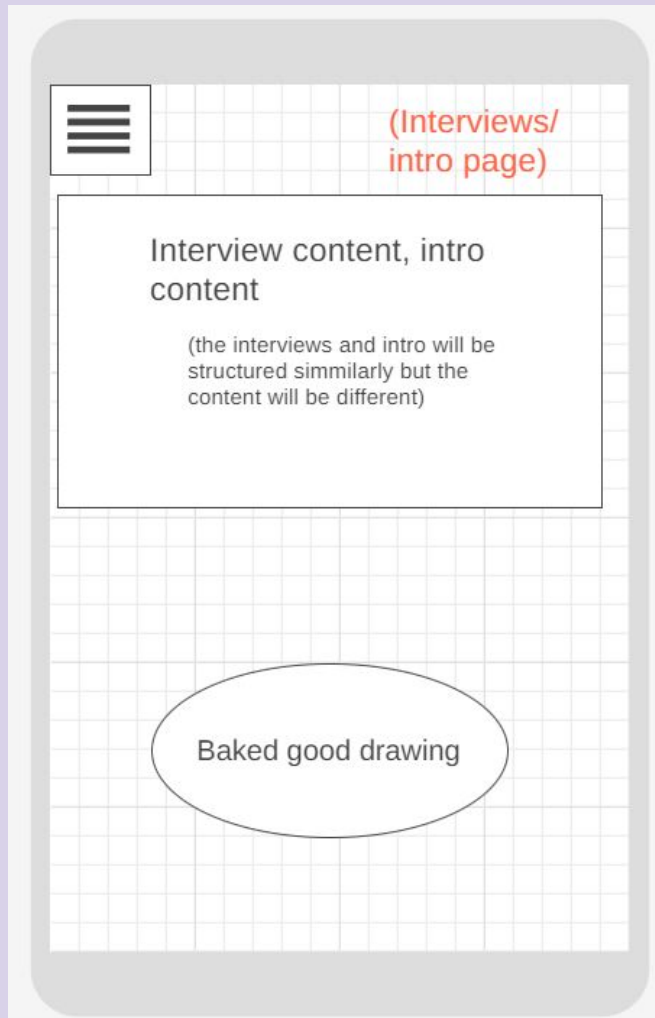 (Interviews/
intro page)
Interview content, intro
content
(the interviews and intro will be
structured simmilarly but the
content will be different)
Baked good drawing